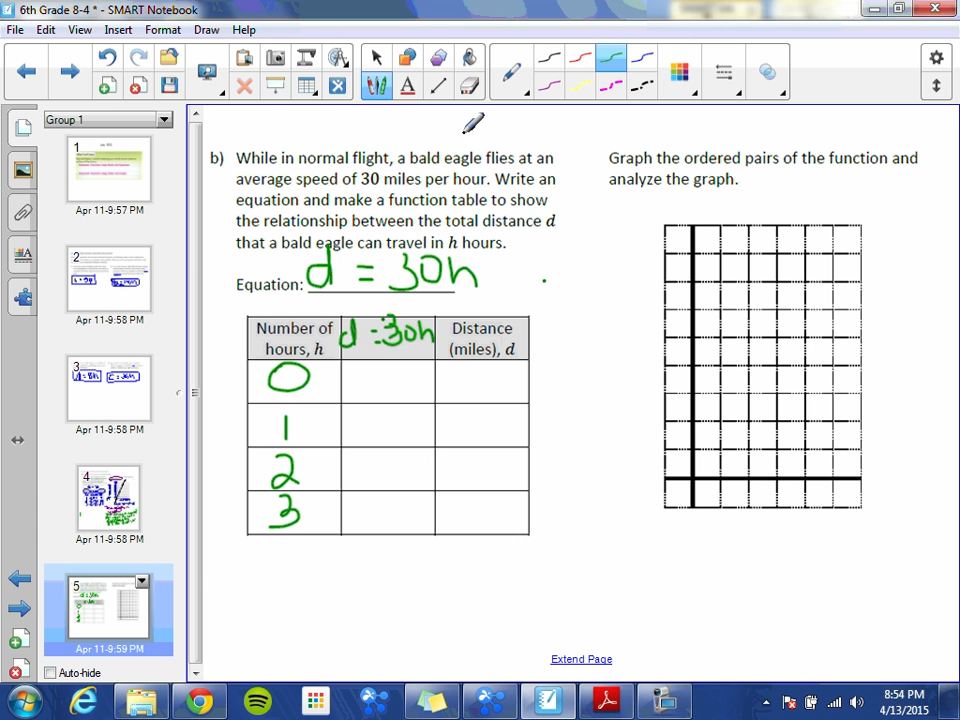 6th Grade 8-4 * - SMART Notebook
File Edit View Insert Format Draw Help
Group 1
1
Apr 11-9:57 PM
2
Apr 11-9:58 PM
3
Apr 11-9:58 PM
4
Apr 11-9:58 PM
5
Apr 11-9:59 PM
Auto-hide
b) While in normal flight, a bald eagle flies at an
average speed of 30 miles per hour. Write an
equation and make a function table to show
the relationship between the total distance d
that a bald eagle can travel in h hours.
Equation: d = 30h
Number of hours, h
d = 30h
Distance (miles), d
0
1
2
3
Graph the ordered pairs of the function and
analyze the graph.
Extend Page
8:54 PM
4/13/2015